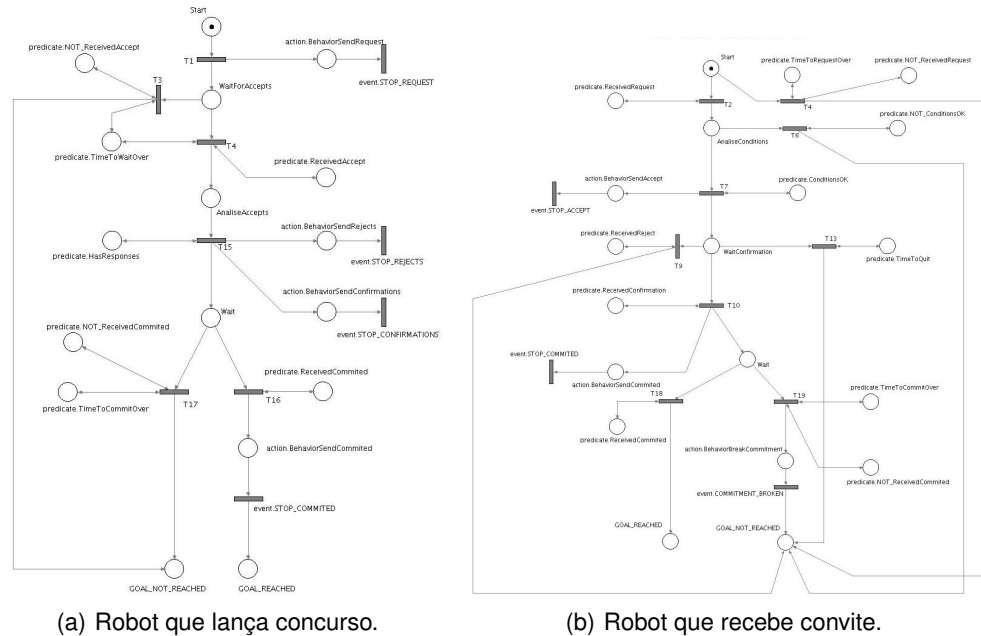 Start
action.BehaviorSendRequest
predicate.NOT_ReceivedAccept
T1
event.STOP_REQUEST
T3
WaitForAccepts
T4
predicate.TimeToWaitOver
predicate.ReceivedAccept
AnaliseAccepts
action.BehaviorSendRejects
T15
predicate.HasResponses
event.STOP_REJECTS
action.BehaviorSendConfirmations
Wait
predicate.NOT_ReceivedCommited
event.STOP_CONFIRMATIONS
predicate.ReceivedCommited
predicate.TimeToCommitOver
T17
T16
action.BehaviorSendCommited
event.STOP_COMMITED
GOAL_NOT_REACHED
GOAL_REACHED
(a) Robot que lança concurso.
Start
predicate.TimeToRequestOver
predicate.NOT_ReceivedRequest
predicate.ReceivedRequest
T2
T4
predicate.NOT_ConditionsOK
AnaliseConditions
T6
action.BehaviorSendAccept
predicate.ConditionsOK
T7
event.STOP_ACCEPT
predicate.ReceivedReject
T13
WaitConfirmation
T9
predicate.TimeToQuit
predicate.ReceivedConfirmation
T10
event.STOP_COMMITED
Wait
action.BehaviorSendCommited
predicate.TimeToCommitOver
T18
T19
predicate.ReceivedCommited
action.BehaviorBreakCommitment
predicate.NOT_ReceivedCommited
event.COMMITMENT_BROKEN
GOAL_REACHED
GOAL_NOT_REACHED
(b) Robot que recebe convite.